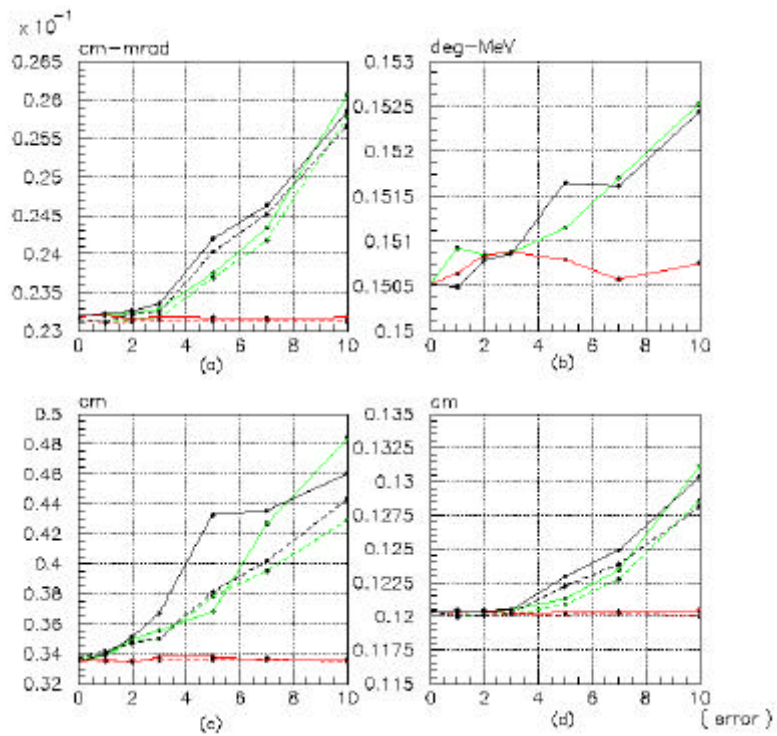 x 10⁻¹
cm-mrad
deg-MeV
0.265
0.26
0.255
0.25
0.245
0.24
0.235
0.23
0 2 4 6 8 10
(a)
0.153
0.1525
0.152
0.1515
0.151
0.1505
0.15
0 2 4 6 8 10
(b)
cm
cm
0.5
0.48
0.46
0.44
0.42
0.4
0.38
0.36
0.34
0.32
0 2 4 6 8 10
(c)
0.135
0.1325
0.13
0.1275
0.125
0.1225
0.12
0.1175
0.115
0 2 4 6 8 10
(d)
( error)